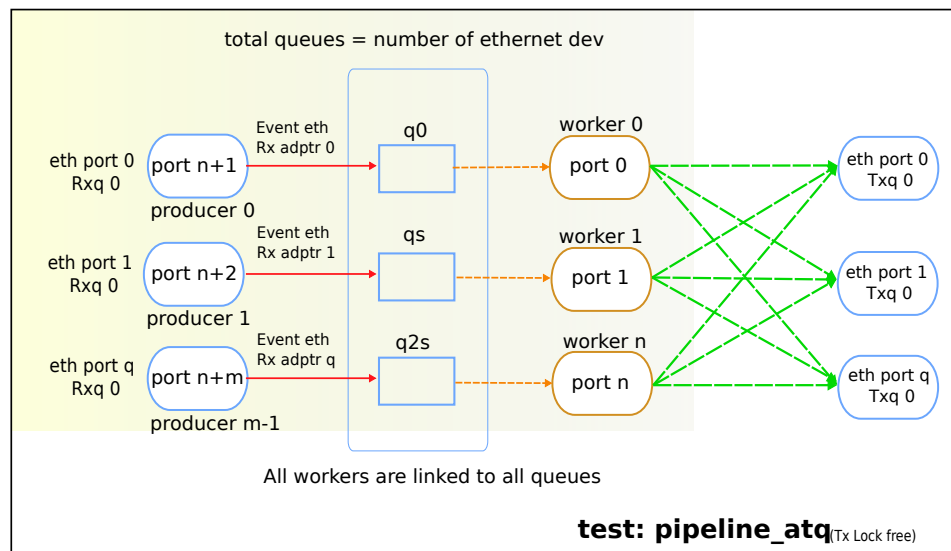 total queues = number of ethernet dev
eth port 0
Rxq 0
port n+1
producer 0
Event eth
Rx adptr 0
q0
worker 0
port 0
eth port 0
Txq 0
eth port 1
Rxq 0
port n+2
producer 1
Event eth
Rx adptr 1
qs
worker 1
port 1
eth port 1
Txq 0
eth port q
Rxq 0
port n+m
producer m-1
Event eth
Rx adptr q
q2s
worker n
port n
eth port q
Txq 0
All workers are linked to all queues
test: pipeline_atq(Tx Lock free)